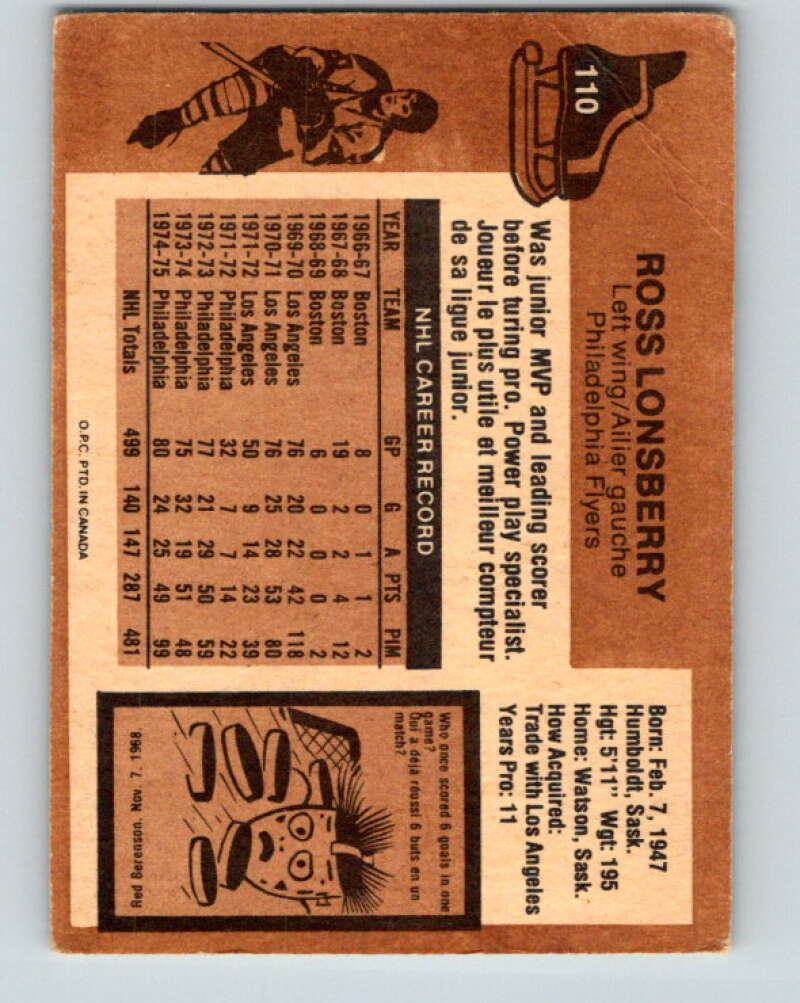 110
ROSS LONSBERRY
Left wing/Ailier gauche
Philadelphia Flyers
Was junior MVP and leading scorer
before turing pro. Power play specialist.
Joueur le plus utile et meilleur compteur
de sa ligue junior.
NHL CAREER RECORD
YEAR TEAM GP G A PTS PIM
1966-67 Boston 8 0 1 1 2
1967-68 Boston 19 2 2 4 12
1968-69 Boston 6 0 0 0 2
1969-70 Los Angeles 76 20 22 42 118
1970-71 Los Angeles 76 25 28 53 80
1971-72 Los Angeles 50 9 14 23 39
1971-72 Philadelphia 32 7 7 14 22
1972-73 Philadelphia 77 21 29 50 59
1973-74 Philadelphia 75 32 19 51 48
1974-75 Philadelphia 80 24 25 49 99
NHL Totals 499 140 147 287 481
O.P.C. PTD. IN CANADA
Born: Feb. 7, 1947
Humboldt, Sask.
Hgt: 5'11" Wgt: 195
Home: Watson, Sask.
How Acquired:
Trade with Los Angeles
Years Pro: 11
Who once scored 6 goals in one
game?
Qui a déjà réussi 6 buts en un
match?
Red Berenson, 7, Nov. 1968